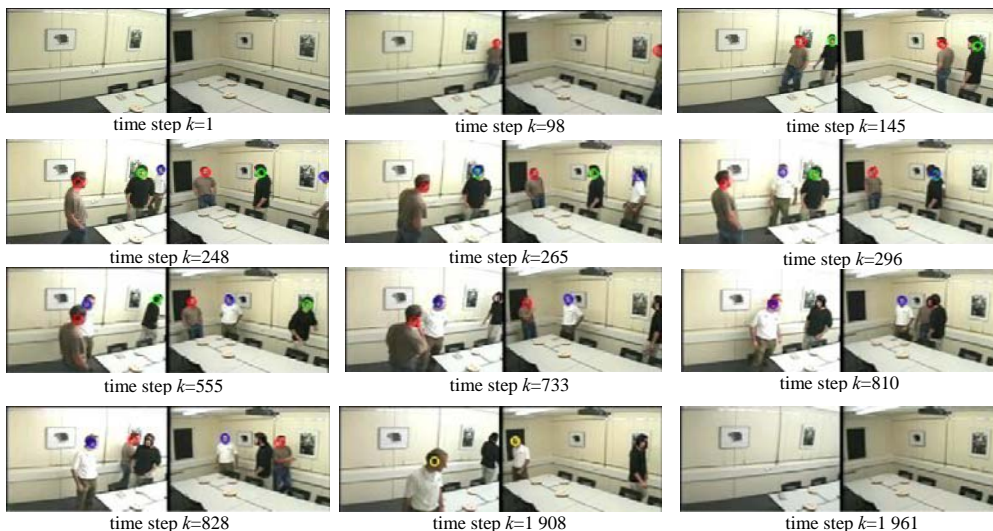 time step k=1
time step k=98
time step k=145
time step k=248
time step k=265
time step k=296
time step k=555
time step k=733
time step k=810
time step k=828
time step k=1 908
time step k=1 961